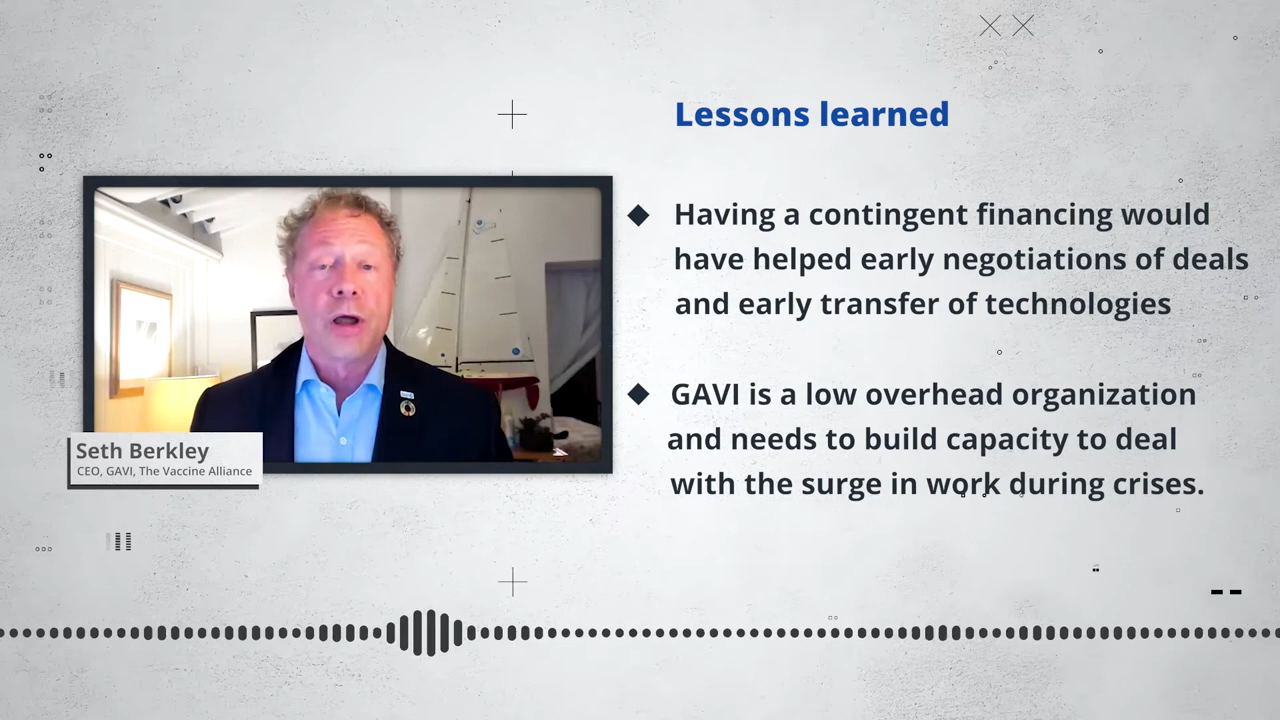 Lessons learned
Having a contingent financing would
have helped early negotiations of deals
and early transfer of technologies
GAVI is a low overhead organization
and needs to build capacity to deal
with the surge in work during crises.
Seth Berkley
CEO, GAVI, The Vaccine Alliance